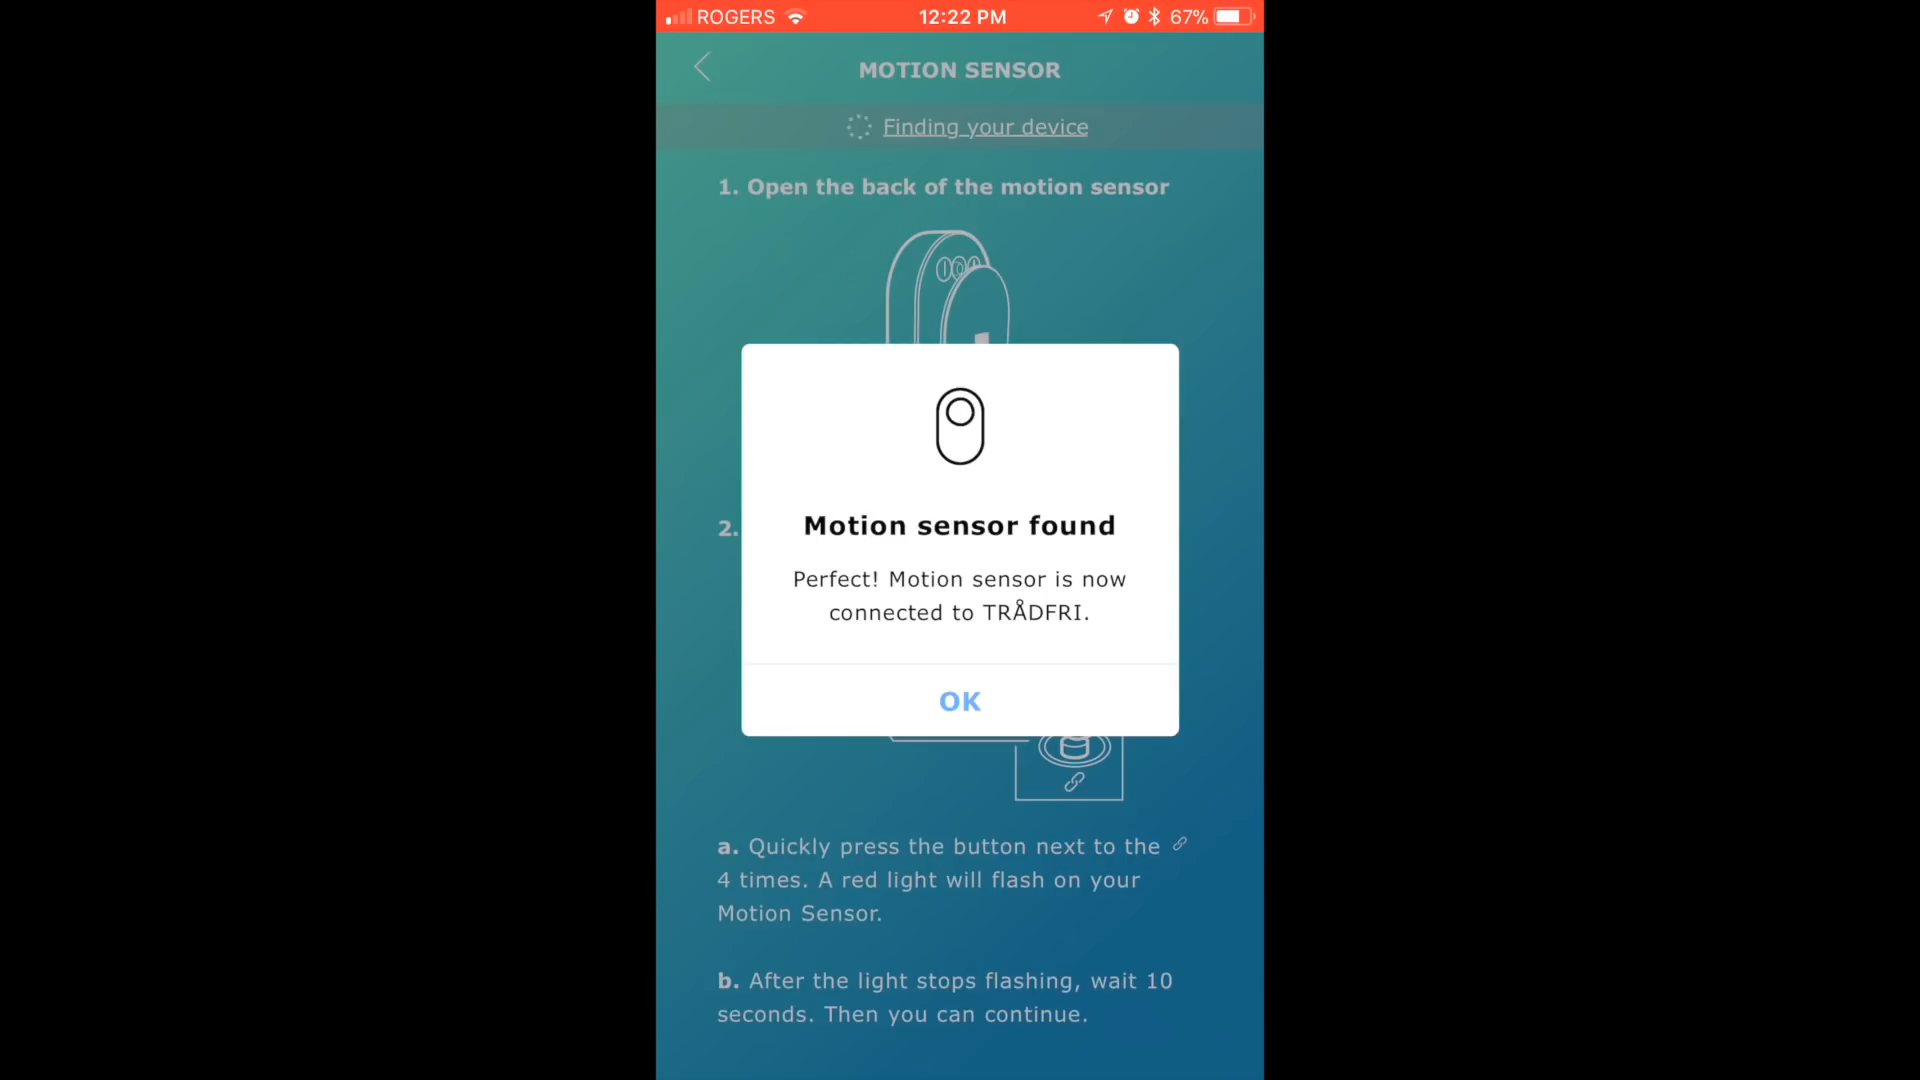 ROGERS 12:22 PM 67%
MOTION SENSOR
Finding your device
1. Open the back of the motion sensor
2.
Motion sensor found
Perfect! Motion sensor is now
connected to TRÅDFRI.
OK
a. Quickly press the button next to the
4 times. A red light will flash on your
Motion Sensor.
b. After the light stops flashing, wait 10
seconds. Then you can continue.